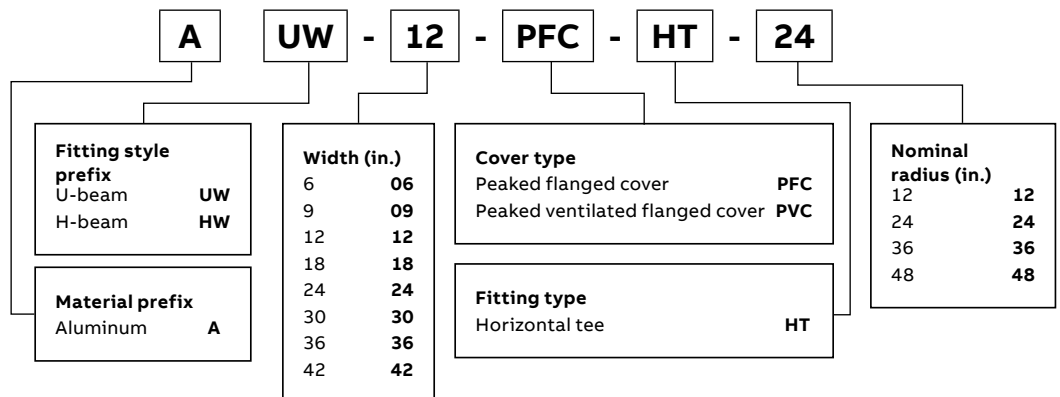 A UW - 12 - PFC - HT - 24
Fitting style
prefix
U-beam UW
H-beam HW
Material prefix
Aluminum A
Width (in.)
6 06
9 09
12 12
18 18
24 24
30 30
36 36
42 42
Cover type
Peaked flanged cover PFC
Peaked ventilated flanged cover PVC
Fitting type
Horizontal tee HT
Nominal
radius (in.)
12 12
24 24
36 36
48 48